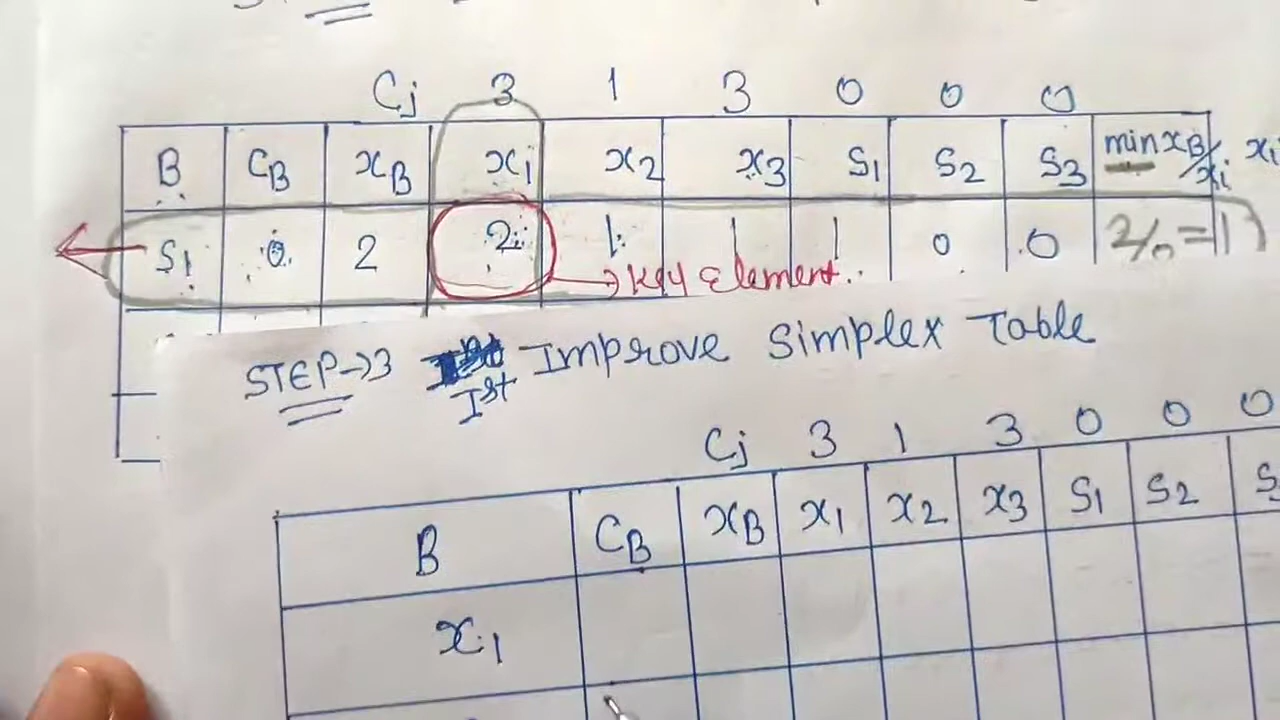 Cj 3 1 3 0 0 0
B CB xB x1 x2 x3 S1 S2 S3 min xB/xi
S1 0 2 2 1 1 1 0 0 =1
→ Key Element.
STEP→3 Ist Improve Simplex Table
Cj 3 1 3 0 0 0
B CB xB x1 x2 x3 S1 S2
x1